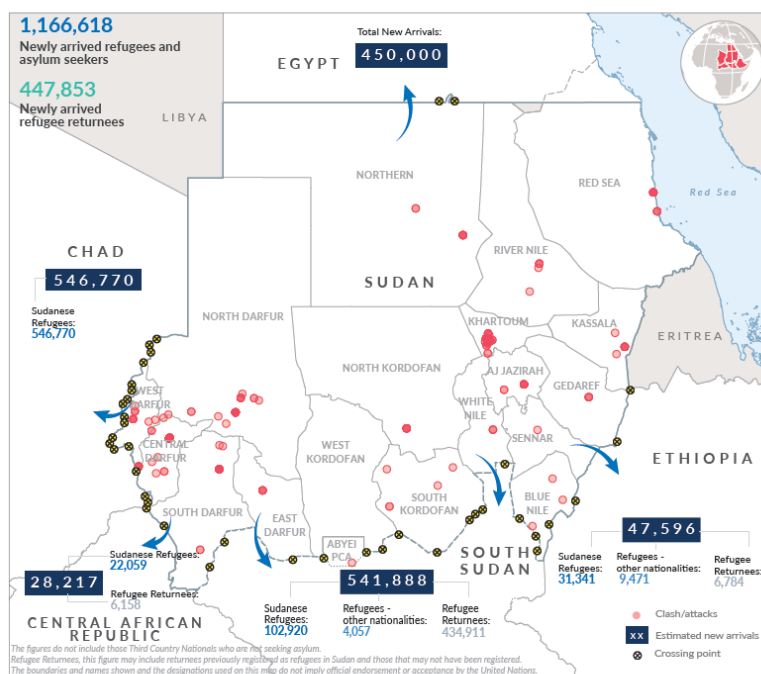 1,166,618
Newly arrived refugees and
asylum seekers
447,853
Newly arrived
refugee returnees
LIBYA
EGYPT
Total New Arrivals:
450,000
Red Sea
NORTHERN
RED SEA
RIVER NILE
CHAD
546,770
Sudanese
Refugees:
546,770
SUDAN
NORTH DARFUR
KHARTOUM
KASSALA
ERITREA
NORTH KORDOFAN
AJ JAZIRAH
GEDAREF
WEST
DARFUR
WHITE
NILE
CENTRAL
DARFUR
WEST
KORDOFAN
SENNAR
ETHIOPIA
SOUTH DARFUR
EAST
DARFUR
SOUTH
KORDOFAN
BLUE
NILE
ABYEI
PCA
SOUTH
SUDAN
47,596
Sudanese
Refugees:
31,341
Refugees -
other nationalities:
9,471
Refugee
Returnees:
6,784
Sudanese Refugees:
22,059
28,217
Refugee Returnees:
6,158
CENTRAL AFRICAN
REPUBLIC
541,888
Sudanese
Refugees:
102,920
Refugees -
other nationalities:
4,057
Refugee
Returnees:
434,911
Clash/attacks
xx Estimated new arrivals
Crossing point
The figures do not include those Third Country Nationals who are not seeking asylum.
Refugee Returnees, this figure may include returnees previously registered as refugees in Sudan and those that may not have been registered.
The boundaries and names shown and the designations used on this map do not imply official endorsement or acceptance by the United Nations.